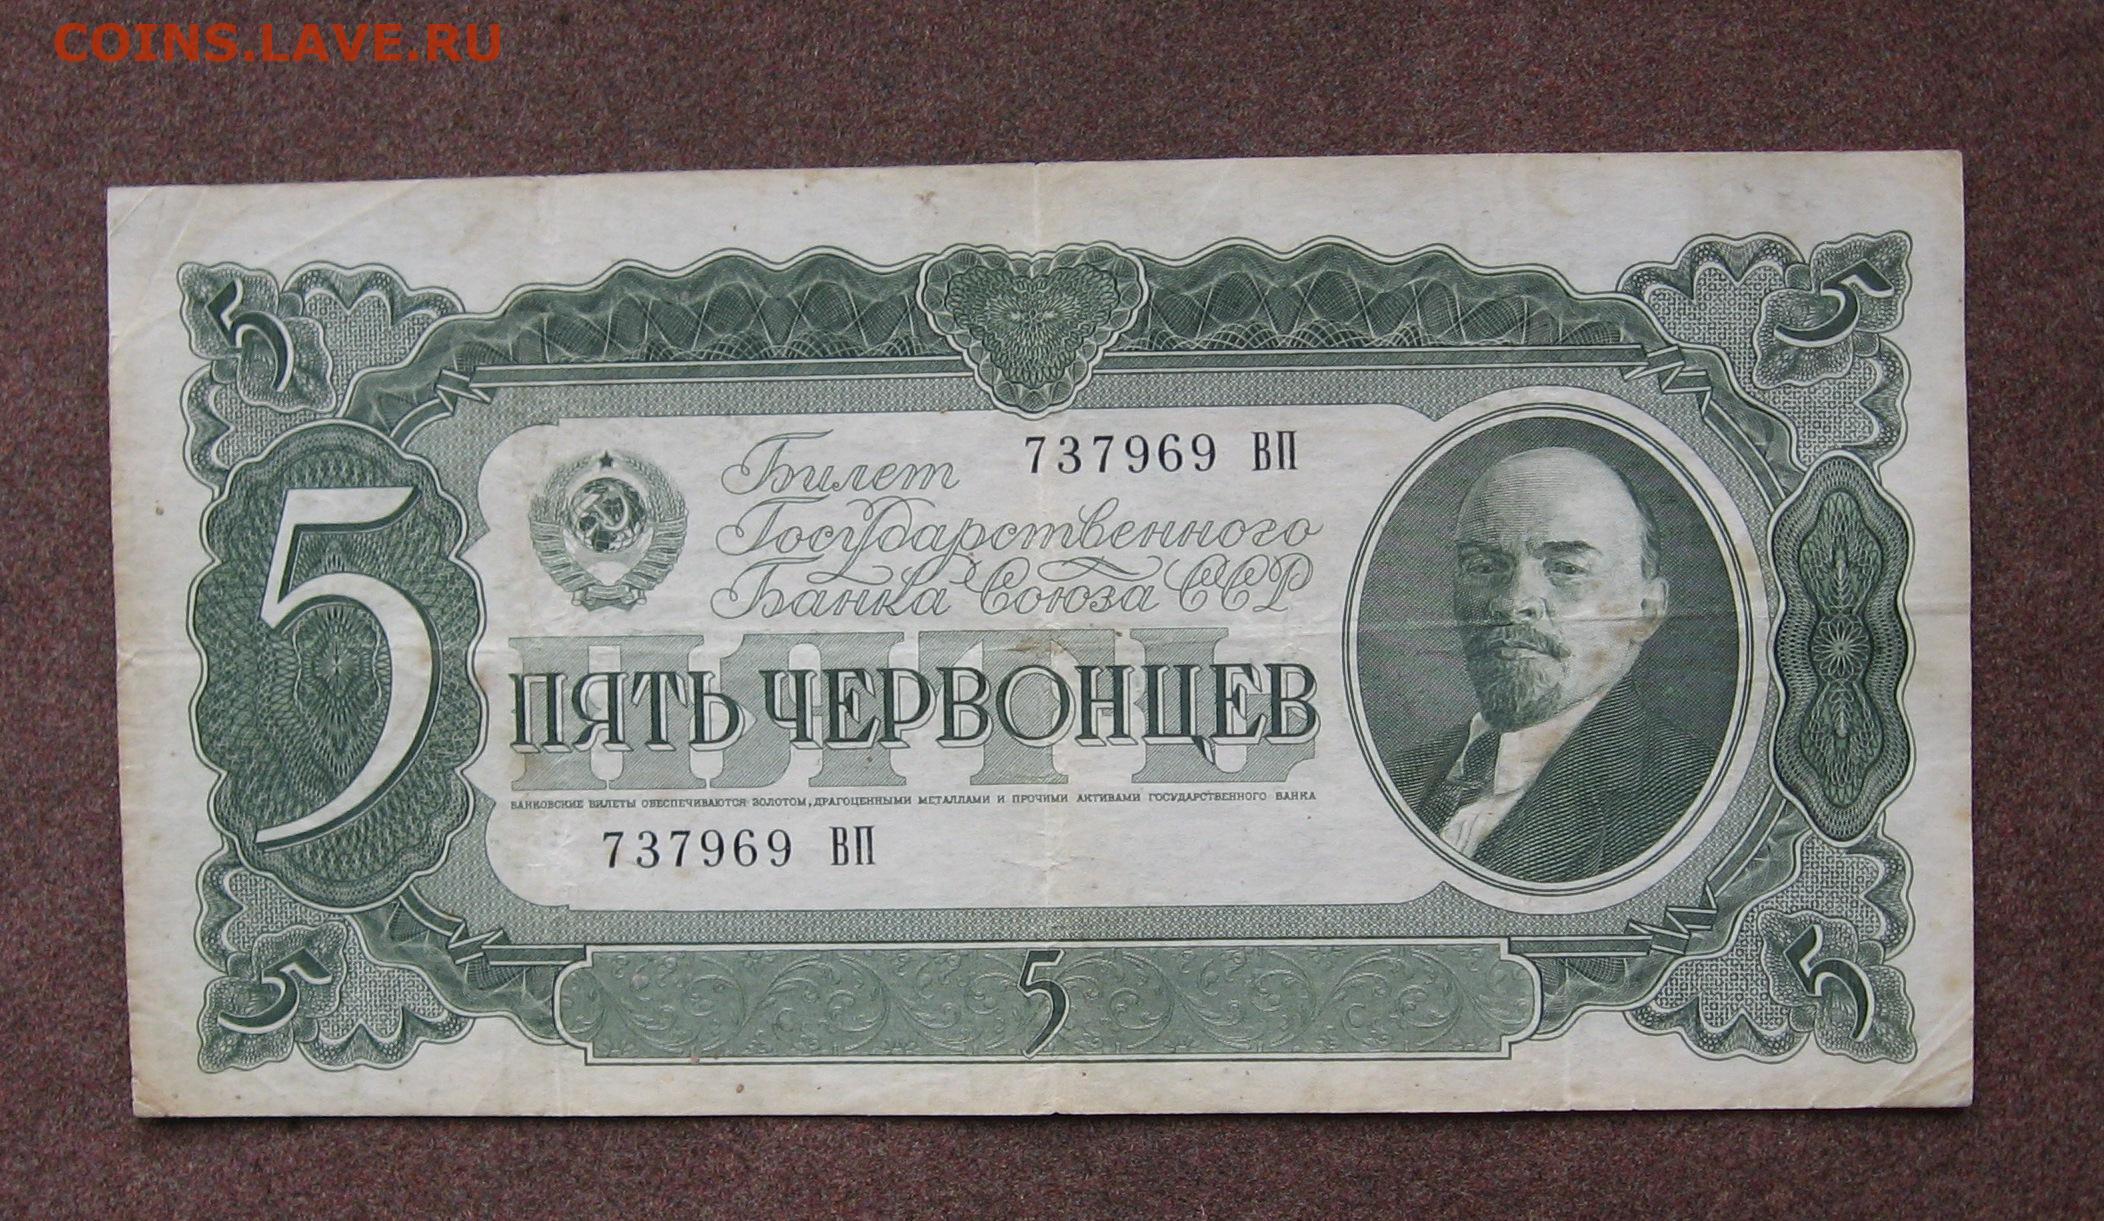 COINS.LAVE.RU
5 5
737969 ВП
Билет
Государственного
Банка Союза ССР
5
ПЯТЬ
ПЯТЬ ЧЕРВОНЦЕВ
БАНКОВСКИЕ БИЛЕТЫ ОБЕСПЕЧИВАЮТСЯ ЗОЛОТОМ, ДРАГОЦЕННЫМИ МЕТАЛЛАМИ И ПРОЧИМИ АКТИВАМИ ГОСУДАРСТВЕННОГО БАНКА
737969 ВП
5 5 5